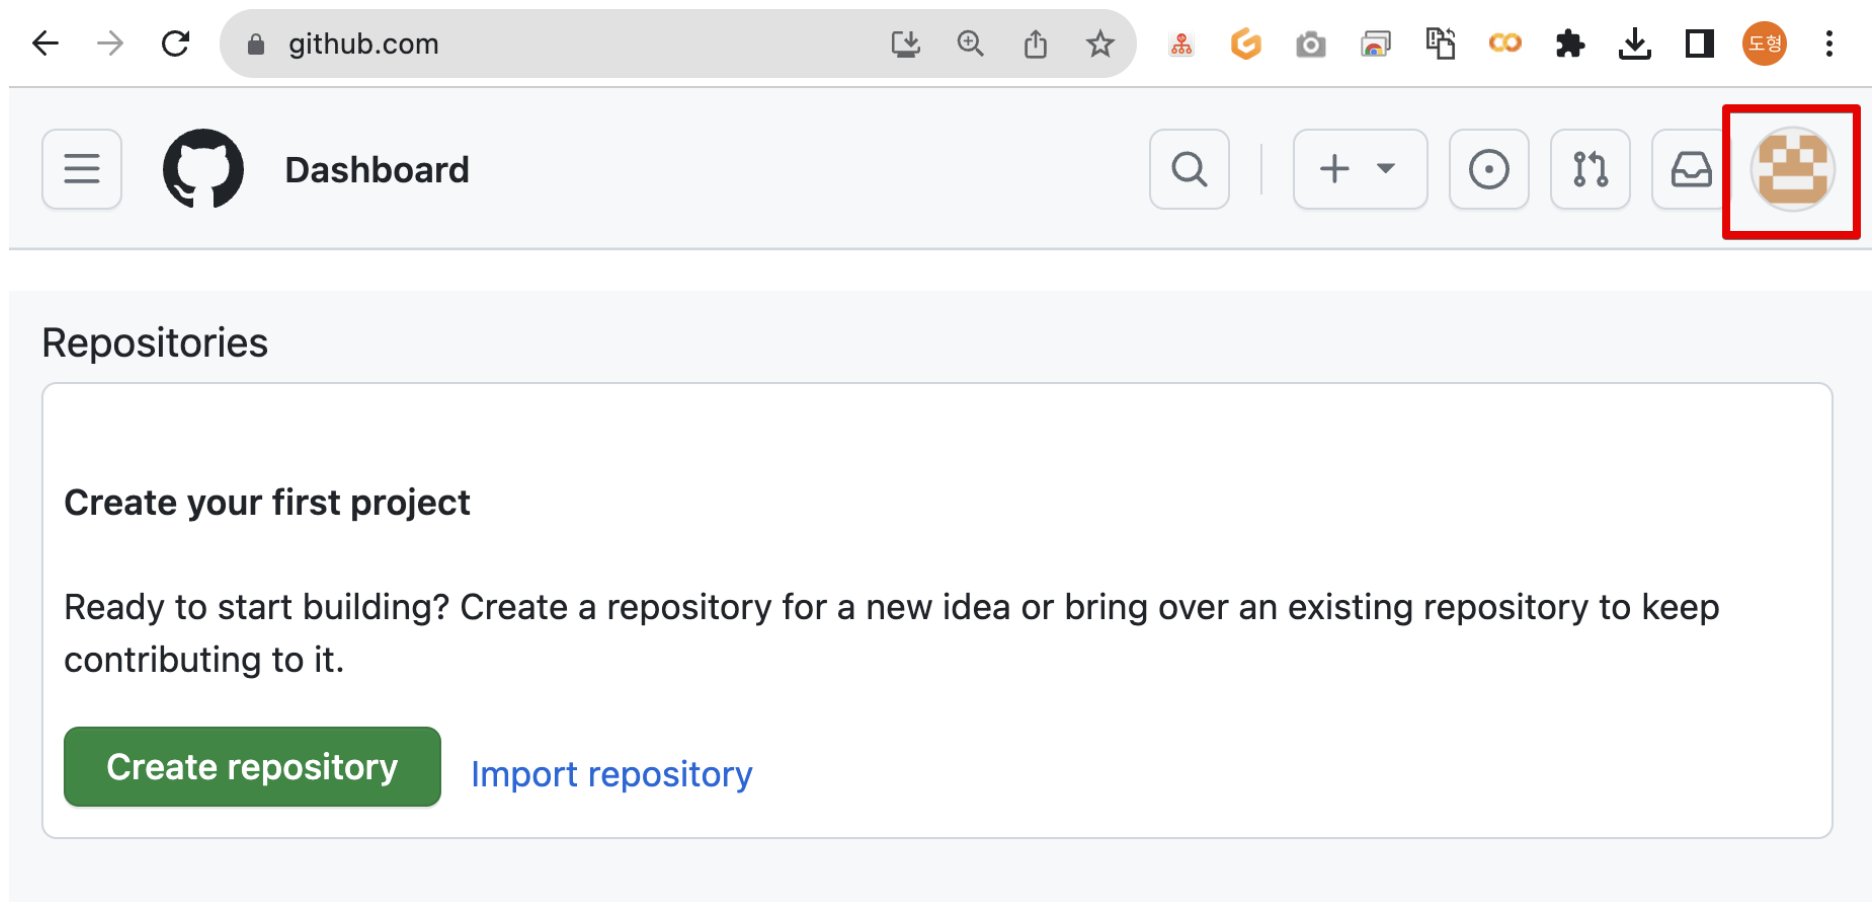 github.com
도형
Dashboard
Repositories
Create your first project
Ready to start building? Create a repository for a new idea or bring over an existing repository to keep
contributing to it.
Create repository
Import repository